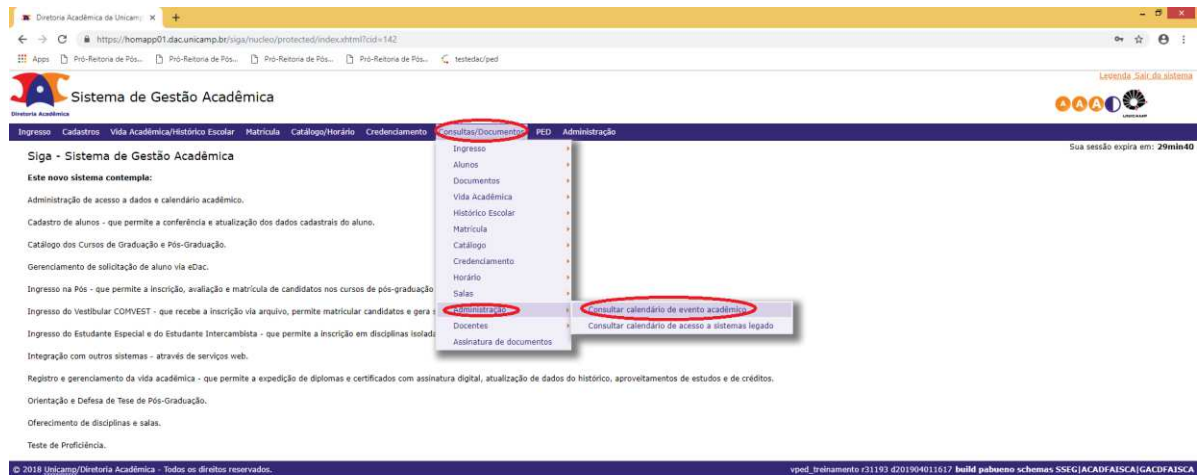 Diretoria Acadêmica da Unicamp
https://homapp01.dac.unicamp.br/siga/nucleo/protected/index.xhtml?cid=142
Apps Pró-Reitoria de Pós... Pró-Reitoria de Pós... Pró-Reitoria de Pós... Pró-Reitoria de Pós... testedac/ped
Legenda Sair do sistema
Sistema de Gestão Acadêmica
Diretoria Acadêmica
AAA
UNICAMP
Ingresso Cadastros Vida Acadêmica/Histórico Escolar Matrícula Catálogo/Horário Credenciamento Consultas/Documentos PED Administração
Sua sessão expira em: 29min40
Siga - Sistema de Gestão Acadêmica
Este novo sistema contempla:
Administração de acesso a dados e calendário acadêmico.
Cadastro de alunos - que permite a conferência e atualização dos dados cadastrais do aluno.
Catálogo dos Cursos de Graduação e Pós-Graduação.
Gerenciamento de solicitação de aluno via eDac.
Ingresso na Pós - que permite a inscrição, avaliação e matrícula de candidatos nos cursos de pós-graduação
Ingresso do Vestibular COMVEST - que recebe a inscrição via arquivo, permite matricular candidatos e gera
Ingresso do Estudante Especial e do Estudante Intercambista - que permite a inscrição em disciplinas
Integração com outros sistemas - através de serviços web.
Registro e gerenciamento da vida acadêmica - que permite a expedição de diplomas e certificados com assinatura digital, atualização de dados do histórico, aproveitamentos de estudos e de créditos.
Orientação e Defesa de Tese de Pós-Graduação.
Oferecimento de disciplinas e salas.
Teste de Proficiência.
Ingresso
Alunos
Documentos
Vida Acadêmica
Histórico Escolar
Matrícula
Catálogo
Credenciamento
Horário
Salas
Administração
Docentes
Assinatura de documentos
Consultar calendário de evento acadêmico
Consultar calendário de acesso a sistemas legado
© 2018 Unicamp/Diretoria Acadêmica - Todos os direitos reservados.
vped_treinamento r31193 d201904011617 build pabueno schemas SSEG|ACADFAISCA|GACDFAISCA